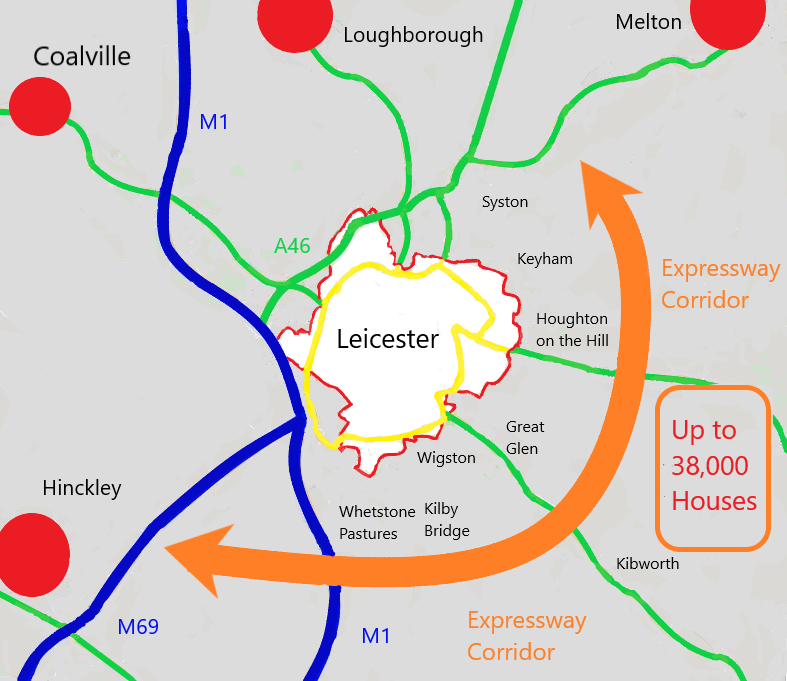 Loughborough
Melton
Coalville
M1
Syston
A46
Keyham
Expressway
Corridor
Houghton
on the Hill
Leicester
Up to
38,000
Houses
Great
Glen
Wigston
Hinckley
Whetstone
Pastures
Kilby
Bridge
Kibworth
M69
M1
Expressway
Corridor